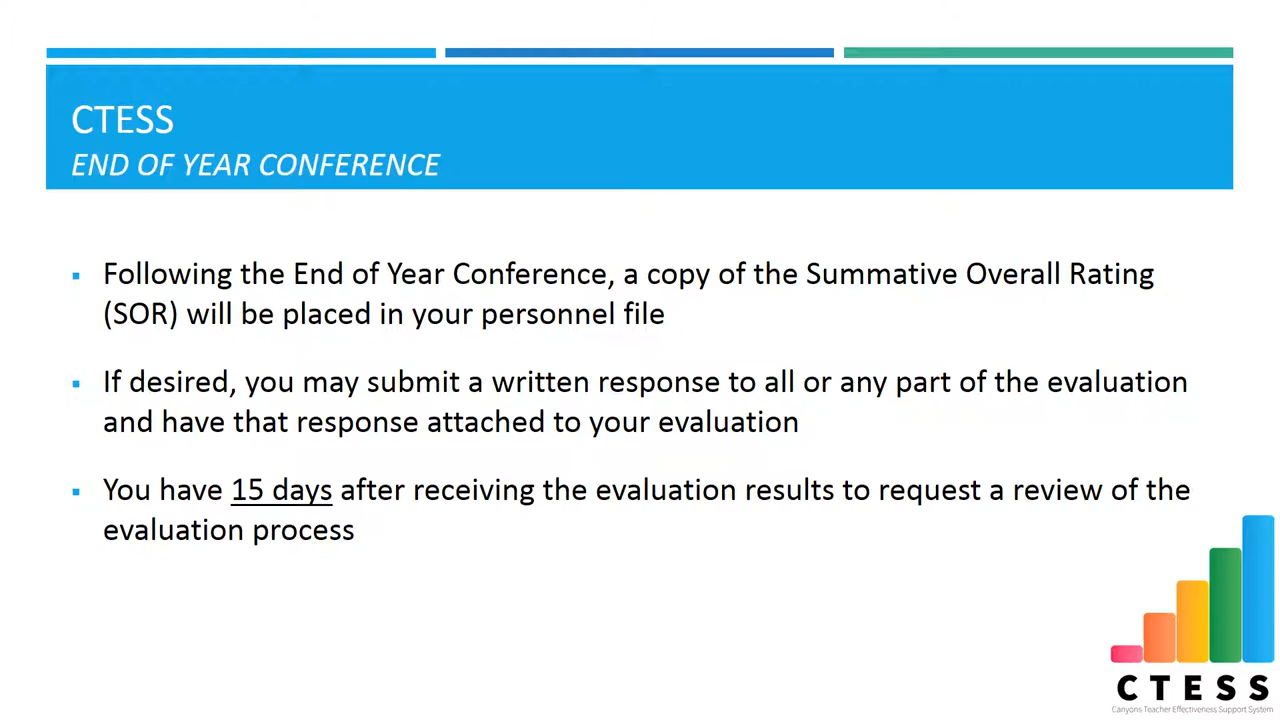 CTESS
END OF YEAR CONFERENCE
▪ Following the End of Year Conference, a copy of the Summative Overall Rating
(SOR) will be placed in your personnel file
▪ If desired, you may submit a written response to all or any part of the evaluation
and have that response attached to your evaluation
▪ You have 15 days after receiving the evaluation results to request a review of the
evaluation process
CTESS
Canyons Teacher Effectiveness Support System